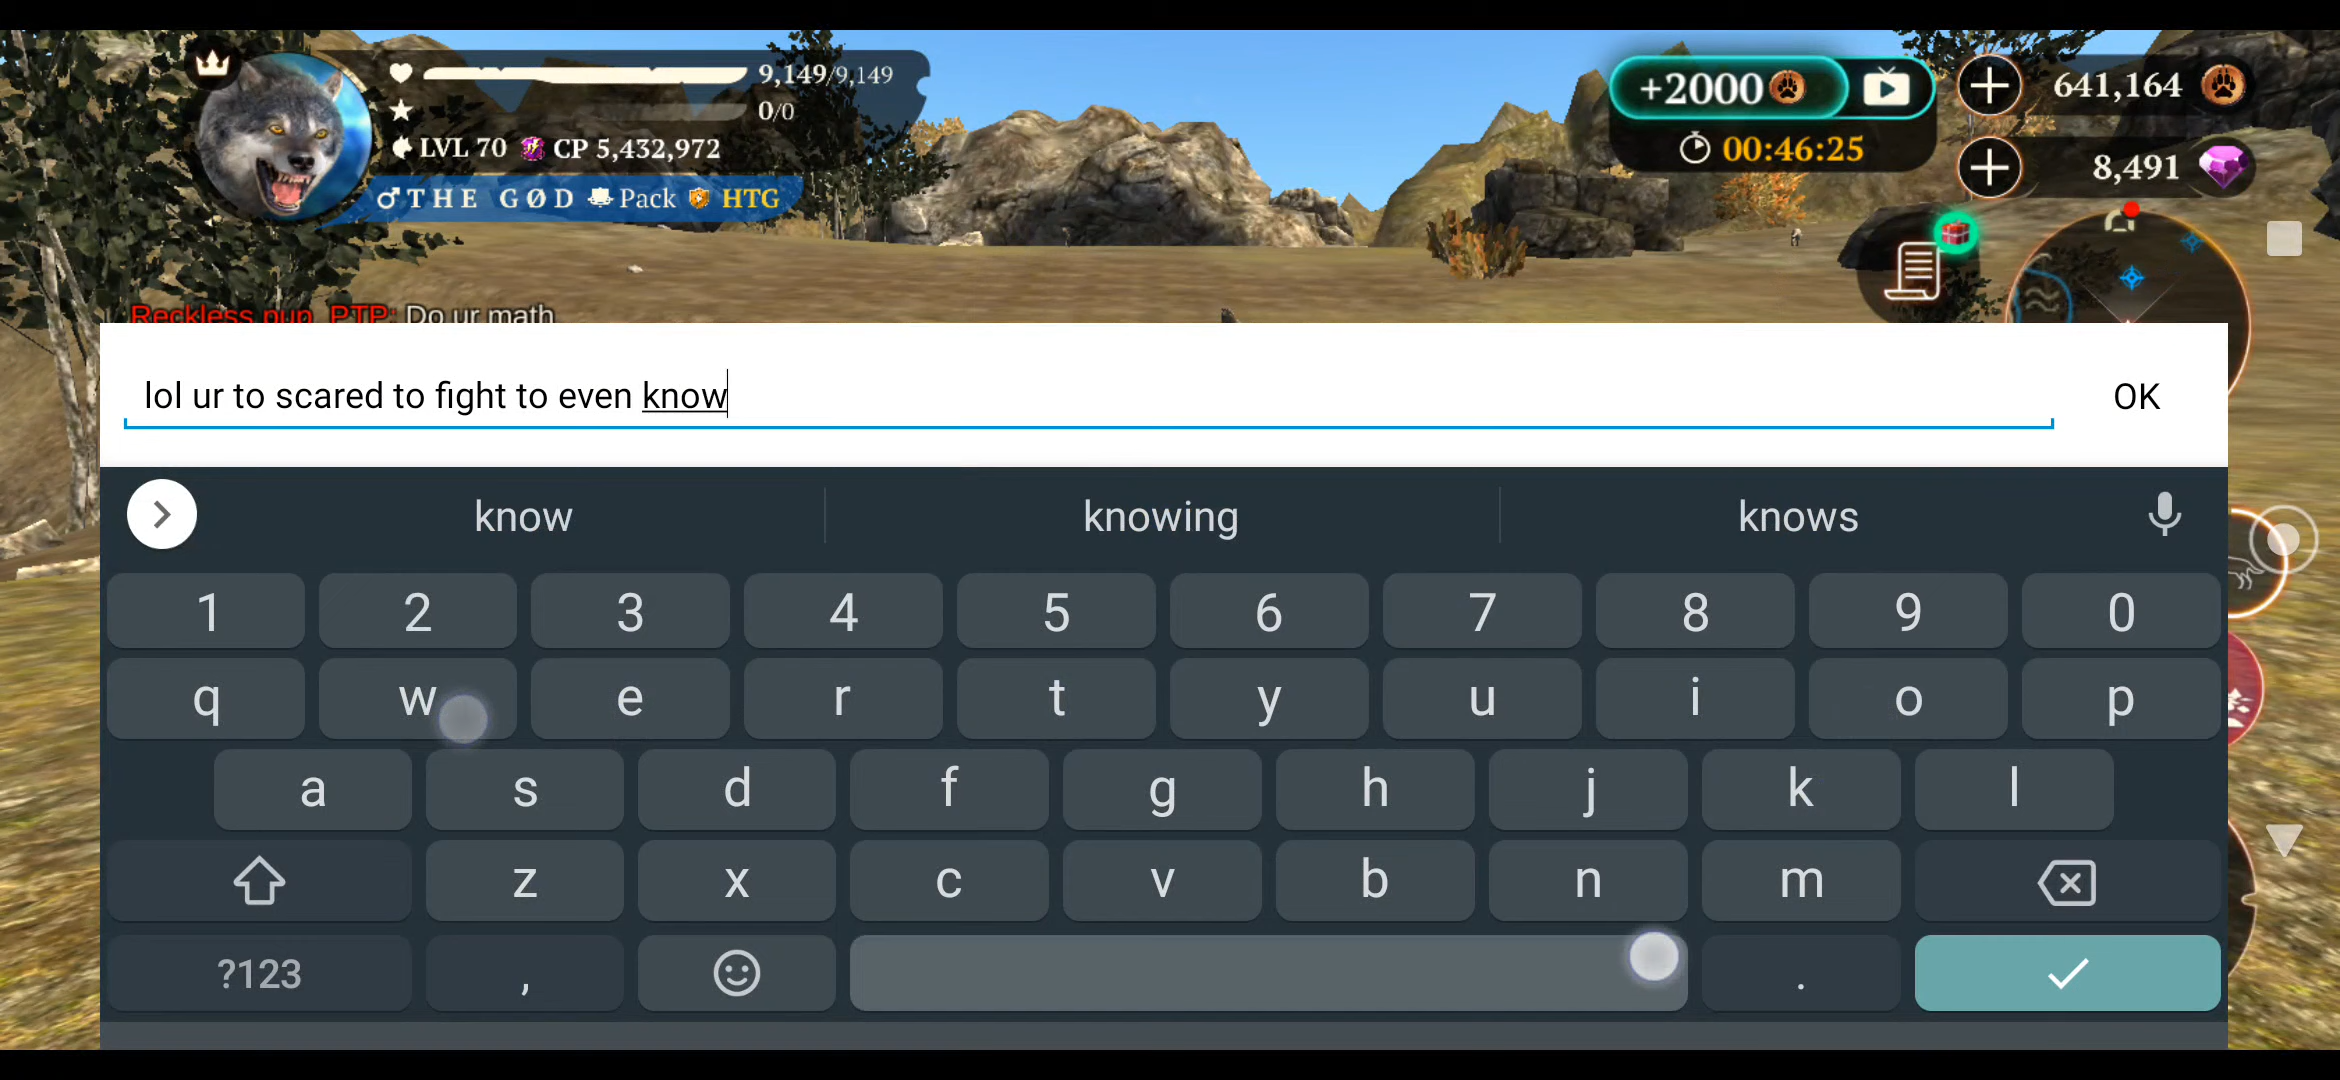 9,149/9,149
0/0
LVL 70 CP 5,432,972
T H E G Ø D Pack HTG
+2000
00:46:25
641,164
8,491
Reckless pup PTP: Do ur math
lol ur to scared to fight to even know
OK
know knowing knows
1 2 3 4 5 6 7 8 9 0
q w e r t y u i o p
a s d f g h j k l
z x c v b n m
?123 , .